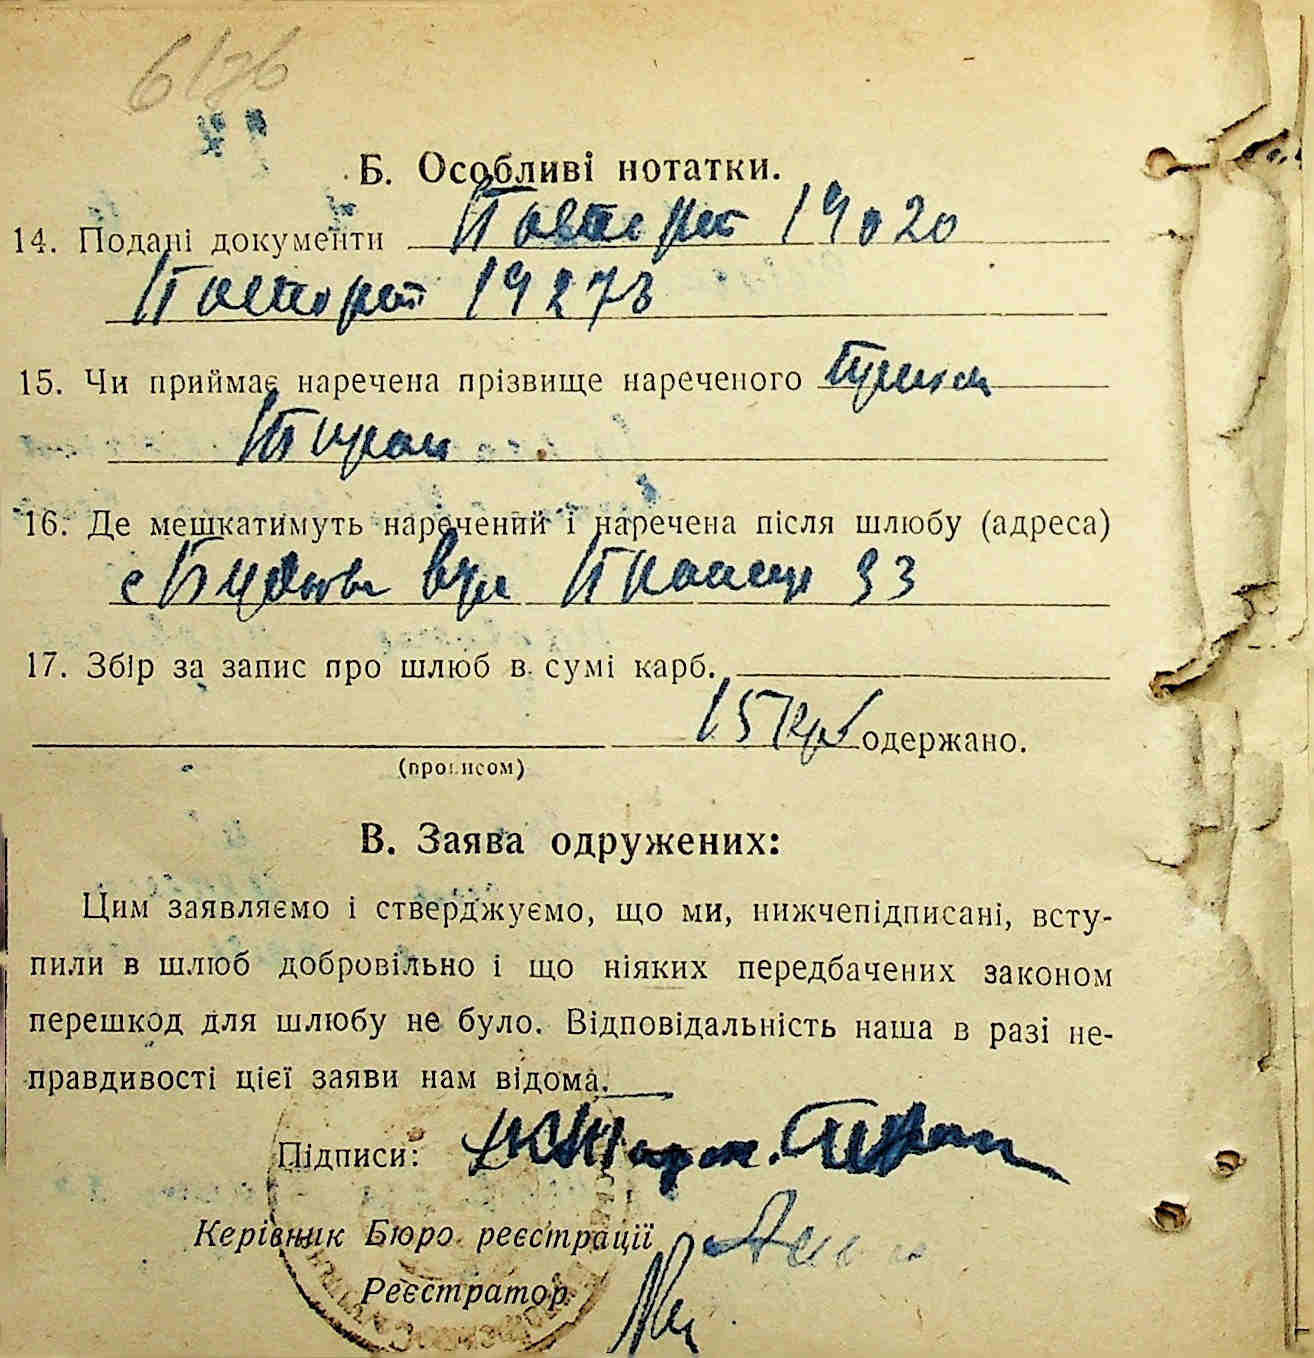 Б. Особливі нотатки.
14. Подані документи Паспорт 19020
Паспорт 19273
15. Чи приймає наречена прізвище нареченого
16. Де мешкатимуть наречений і наречена після шлюбу (адреса)
вул 93
17. Збір за запис про шлюб в сумі карб.
15 крб одержано.
(прописом)
В. Заява одружених:
Цим заявляємо і стверджуємо, що ми, нижчепідписані, всту-
пили в шлюб добровільно і що ніяких передбачених законом
перешкод для шлюбу не було. Відповідальність наша в разі не-
правдивості цієї заяви нам відома.
Підписи:
Керівник Бюро реєстрації
Реєстратор